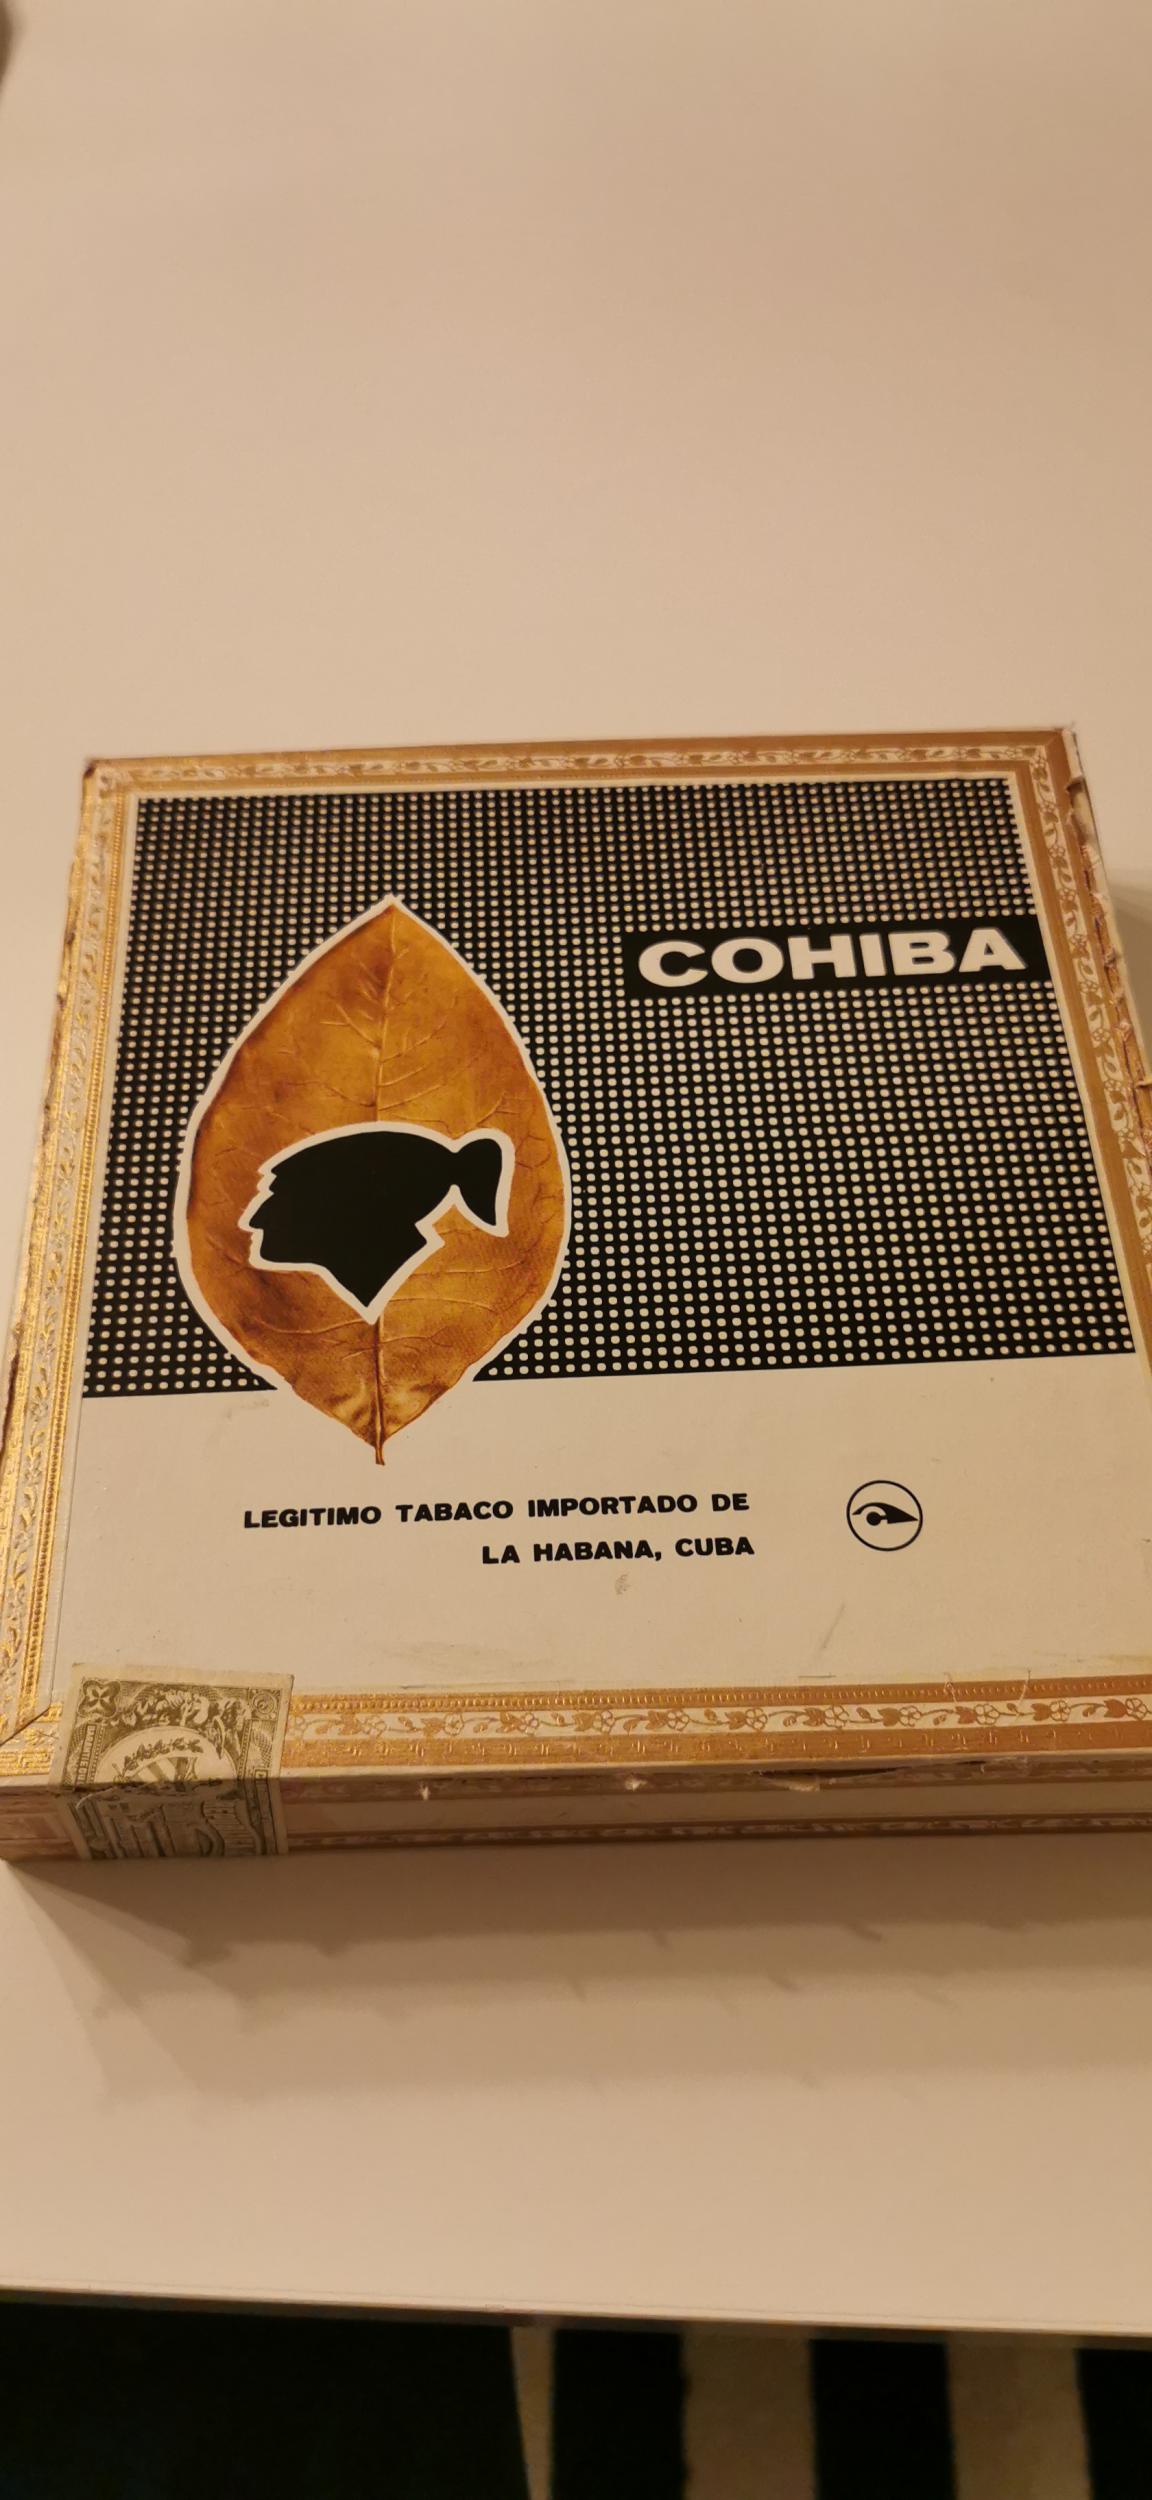 COHIBA
LEGITIMO TABACO IMPORTADO DE
LA HABANA, CUBA